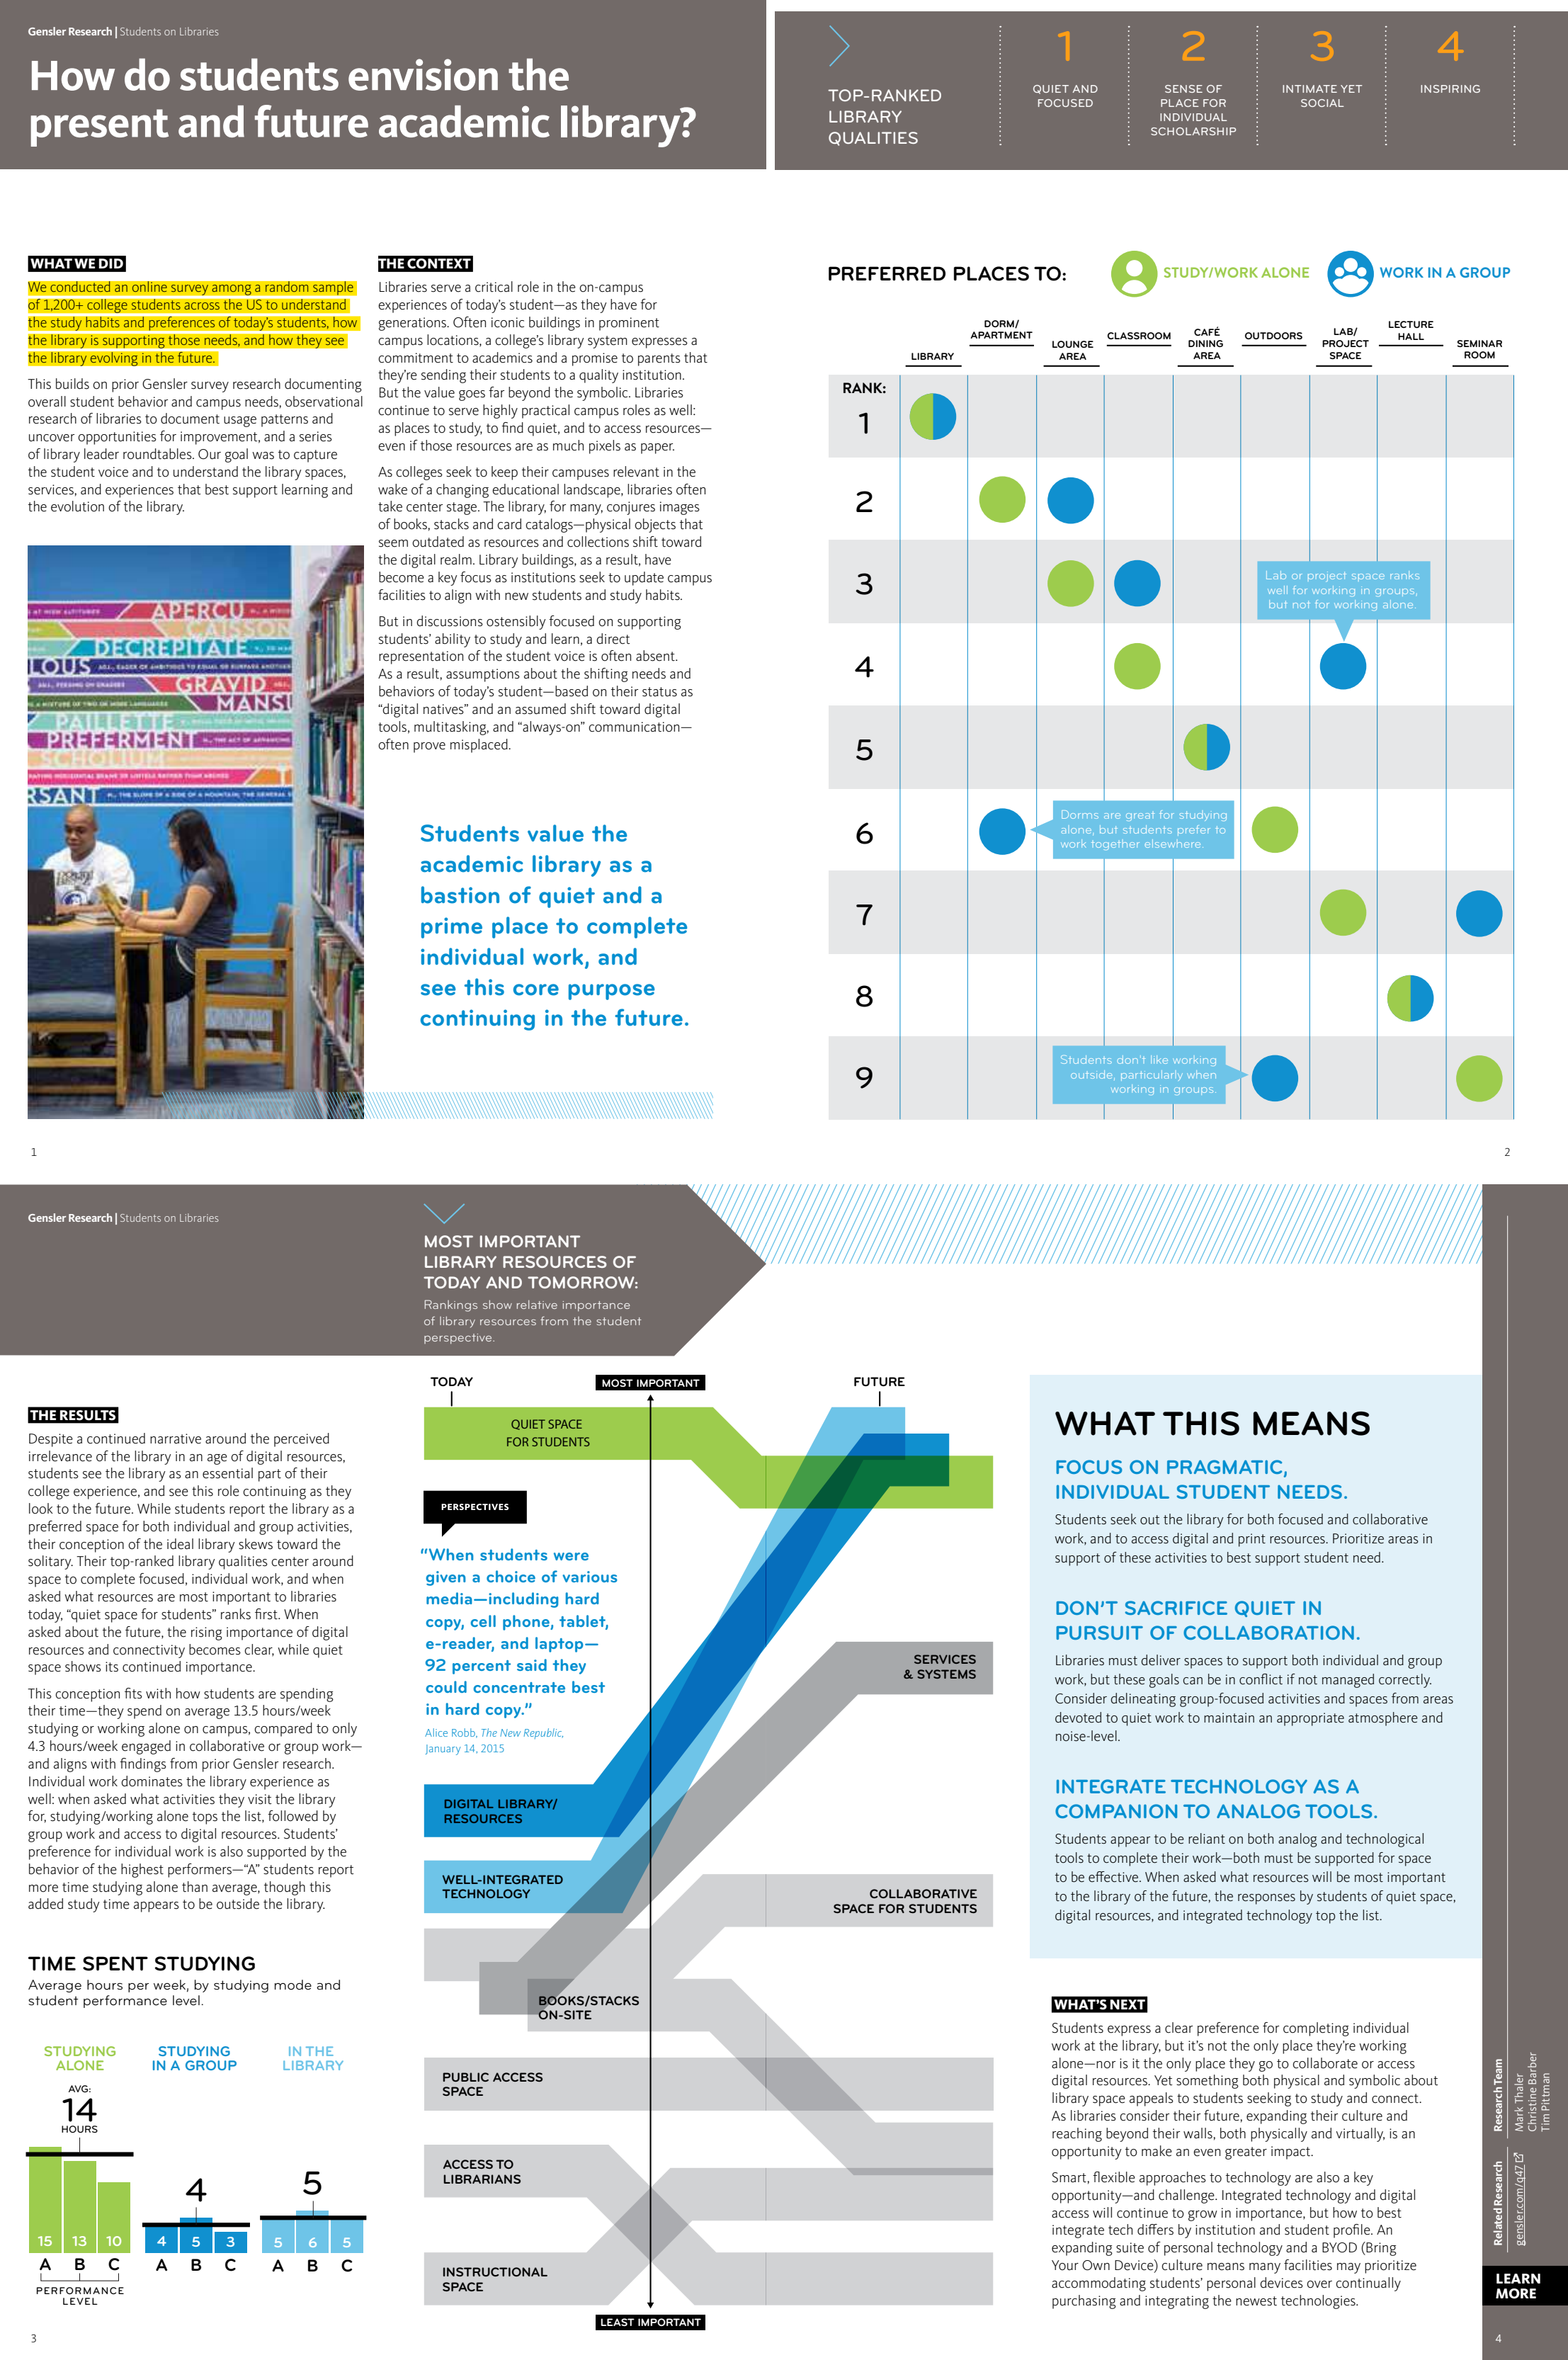 Gensler Research | Students on Libraries
How do students envision the
present and future academic library?
TOP-RANKED
LIBRARY
QUALITIES
1
QUIET AND
FOCUSED
2
SENSE OF
PLACE FOR
INDIVIDUAL
SCHOLARSHIP
3
INTIMATE YET
SOCIAL
4
INSPIRING
WHAT WE DID
We conducted an online survey among a random sample
of 1,200+ college students across the US to understand
the study habits and preferences of today's students, how
the library is supporting those needs, and how they see
the library evolving in the future.
This builds on prior Gensler survey research documenting
overall student behavior and campus needs, observational
research of libraries to document usage patterns and
uncover opportunities for improvement, and a series
of library leader roundtables. Our goal was to capture
the student voice and to understand the library spaces,
services, and experiences that best support learning and
the evolution of the library.
APERCU
CAISSON
DECREPITATE
LOUS
GRAVID
MANSU
PAILLETTE
PREFERMENT
SCHOLIUM
RSANT
THE CONTEXT
Libraries serve a critical role in the on-campus
experiences of today's student—as they have for
generations. Often iconic buildings in prominent
campus locations, a college's library system expresses a
commitment to academics and a promise to parents that
they're sending their students to a quality institution.
But the value goes far beyond the symbolic. Libraries
continue to serve highly practical campus roles as well:
as places to study, to find quiet, and to access resources—
even if those resources are as much pixels as paper.
As colleges seek to keep their campuses relevant in the
wake of a changing educational landscape, libraries often
take center stage. The library, for many, conjures images
of books, stacks and card catalogs—physical objects that
seem outdated as resources and collections shift toward
the digital realm. Library buildings, as a result, have
become a key focus as institutions seek to update campus
facilities to align with new students and study habits.
But in discussions ostensibly focused on supporting
students' ability to study and learn, a direct
representation of the student voice is often absent.
As a result, assumptions about the shifting needs and
behaviors of today's student—based on their status as
"digital natives" and an assumed shift toward digital
tools, multitasking, and "always-on" communication—
often prove misplaced.
Students value the
academic library as a
bastion of quiet and a
prime place to complete
individual work, and
see this core purpose
continuing in the future.
1
PREFERRED PLACES TO:
STUDY/WORK ALONE
WORK IN A GROUP
LIBRARY
DORM/
APARTMENT
LOUNGE
AREA
CLASSROOM
CAFÉ
DINING
AREA
OUTDOORS
LAB/
PROJECT
SPACE
LECTURE
HALL
SEMINAR
ROOM
RANK:
1
2
3
Lab or project space ranks
well for working in groups,
but not for working alone.
4
5
6
Dorms are great for studying
alone, but students prefer to
work together elsewhere.
7
8
9
Students don't like working
outside, particularly when
working in groups.
2
Gensler Research | Students on Libraries
MOST IMPORTANT
LIBRARY RESOURCES OF
TODAY AND TOMORROW:
Rankings show relative importance
of library resources from the student
perspective.
THE RESULTS
Despite a continued narrative around the perceived
irrelevance of the library in an age of digital resources,
students see the library as an essential part of their
college experience, and see this role continuing as they
look to the future. While students report the library as a
preferred space for both individual and group activities,
their conception of the ideal library skews toward the
solitary. Their top-ranked library qualities center around
space to complete focused, individual work, and when
asked what resources are most important to libraries
today, "quiet space for students" ranks first. When
asked about the future, the rising importance of digital
resources and connectivity becomes clear, while quiet
space shows its continued importance.
This conception fits with how students are spending
their time—they spend on average 13.5 hours/week
studying or working alone on campus, compared to only
4.3 hours/week engaged in collaborative or group work—
and aligns with findings from prior Gensler research.
Individual work dominates the library experience as
well: when asked what activities they visit the library
for, studying/working alone tops the list, followed by
group work and access to digital resources. Students'
preference for individual work is also supported by the
behavior of the highest performers—"A" students report
more time studying alone than average, though this
added study time appears to be outside the library.
TIME SPENT STUDYING
Average hours per week, by studying mode and
student performance level.
STUDYING
ALONE
STUDYING
IN A GROUP
IN THE
LIBRARY
AVG:
14
HOURS
4
5
15 13 10
4 5 3
5 6 5
A B C
A B C
A B C
PERFORMANCE
LEVEL
3
TODAY
MOST IMPORTANT
FUTURE
QUIET SPACE
FOR STUDENTS
PERSPECTIVES
"When students were
given a choice of various
media—including hard
copy, cell phone, tablet,
e-reader, and laptop—
92 percent said they
could concentrate best
in hard copy."
Alice Robb, The New Republic,
January 14, 2015
SERVICES
& SYSTEMS
DIGITAL LIBRARY/
RESOURCES
WELL-INTEGRATED
TECHNOLOGY
COLLABORATIVE
SPACE FOR STUDENTS
BOOKS/STACKS
ON-SITE
PUBLIC ACCESS
SPACE
ACCESS TO
LIBRARIANS
INSTRUCTIONAL
SPACE
LEAST IMPORTANT
WHAT THIS MEANS
FOCUS ON PRAGMATIC,
INDIVIDUAL STUDENT NEEDS.
Students seek out the library for both focused and collaborative
work, and to access digital and print resources. Prioritize areas in
support of these activities to best support student need.
DON'T SACRIFICE QUIET IN
PURSUIT OF COLLABORATION.
Libraries must deliver spaces to support both individual and group
work, but these goals can be in conflict if not managed correctly.
Consider delineating group-focused activities and spaces from areas
devoted to quiet work to maintain an appropriate atmosphere and
noise-level.
INTEGRATE TECHNOLOGY AS A
COMPANION TO ANALOG TOOLS.
Students appear to be reliant on both analog and technological
tools to complete their work—both must be supported for space
to be effective. When asked what resources will be most important
to the library of the future, the responses by students of quiet space,
digital resources, and integrated technology top the list.
WHAT'S NEXT
Students express a clear preference for completing individual
work at the library, but it's not the only place they're working
alone—nor is it the only place they go to collaborate or access
digital resources. Yet something both physical and symbolic about
library space appeals to students seeking to study and connect.
As libraries consider their future, expanding their culture and
reaching beyond their walls, both physically and virtually, is an
opportunity to make an even greater impact.
Smart, flexible approaches to technology are also a key
opportunity—and challenge. Integrated technology and digital
access will continue to grow in importance, but how to best
integrate tech differs by institution and student profile. An
expanding suite of personal technology and a BYOD (Bring
Your Own Device) culture means many facilities may prioritize
accommodating students' personal devices over continually
purchasing and integrating the newest technologies.
Research Team
Mark Thaler
Christine Barber
Tim Pittman
Related Research
gensler.com/q47
LEARN
MORE
4